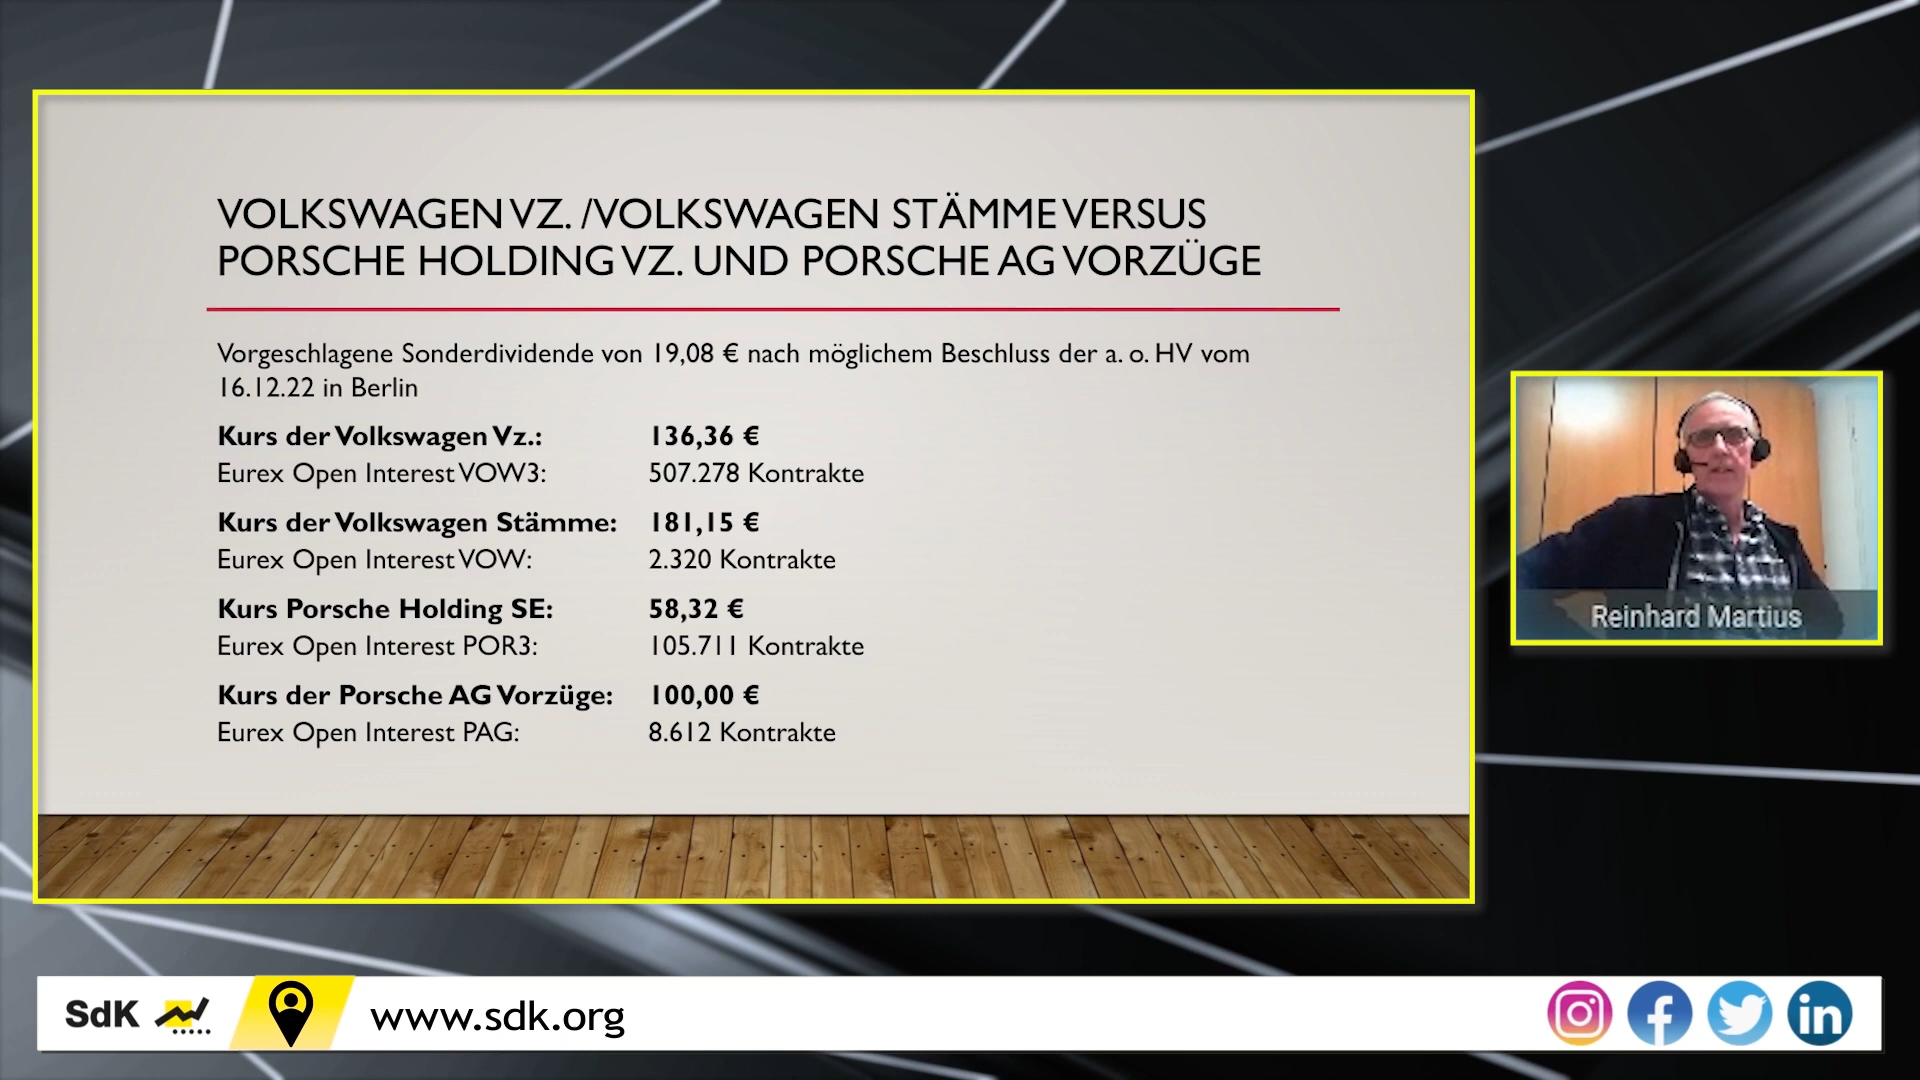 VOLKSWAGEN VZ. /VOLKSWAGEN STÄMME VERSUS
PORSCHE HOLDING VZ. UND PORSCHE AG VORZÜGE
Vorgeschlagene Sonderdividende von 19,08 € nach möglichem Beschluss der a. o. HV vom
16.12.22 in Berlin
Kurs der Volkswagen Vz.: 136,36 €
Eurex Open Interest VOW3: 507.278 Kontrakte
Kurs der Volkswagen Stämme: 181,15 €
Eurex Open Interest VOW: 2.320 Kontrakte
Kurs Porsche Holding SE: 58,32 €
Eurex Open Interest POR3: 105.711 Kontrakte
Kurs der Porsche AG Vorzüge: 100,00 €
Eurex Open Interest PAG: 8.612 Kontrakte
Reinhard Martius
SdK
www.sdk.org